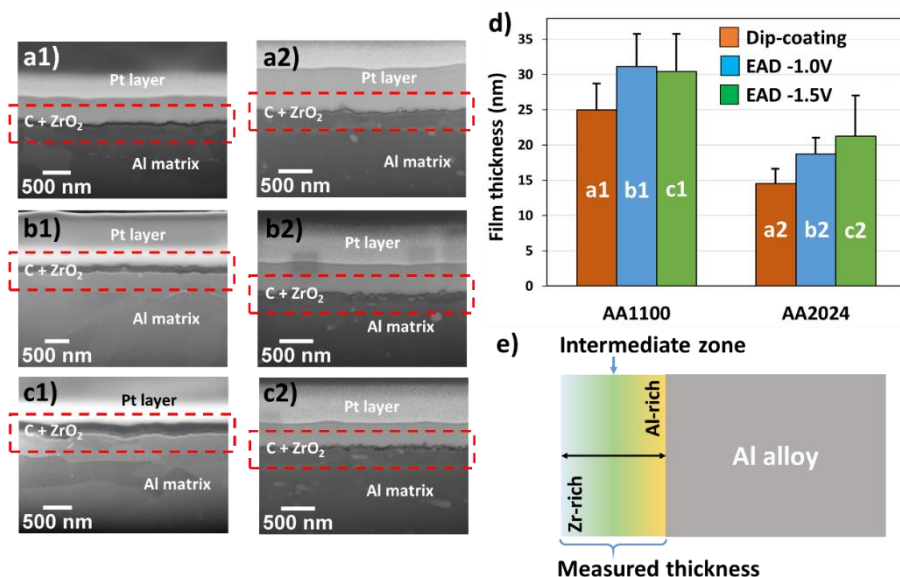 a1)
Pt layer
C + ZrO₂
Al matrix
500 nm
a2)
Pt layer
C + ZrO₂
Al matrix
500 nm
b1)
Pt layer
C + ZrO₂
Al matrix
500 nm
b2)
Pt layer
C + ZrO₂
Al matrix
500 nm
c1)
Pt layer
C + ZrO₂
Al matrix
500 nm
c2)
Pt layer
C + ZrO₂
Al matrix
500 nm
d)
Film thickness (nm)
35
30
25
20
15
10
5
0
Dip-coating
EAD -1.0V
EAD -1.5V
a1
b1
c1
a2
b2
c2
AA1100
AA2024
e)
Intermediate zone
Zr-rich
Al-rich
Al alloy
Measured thickness